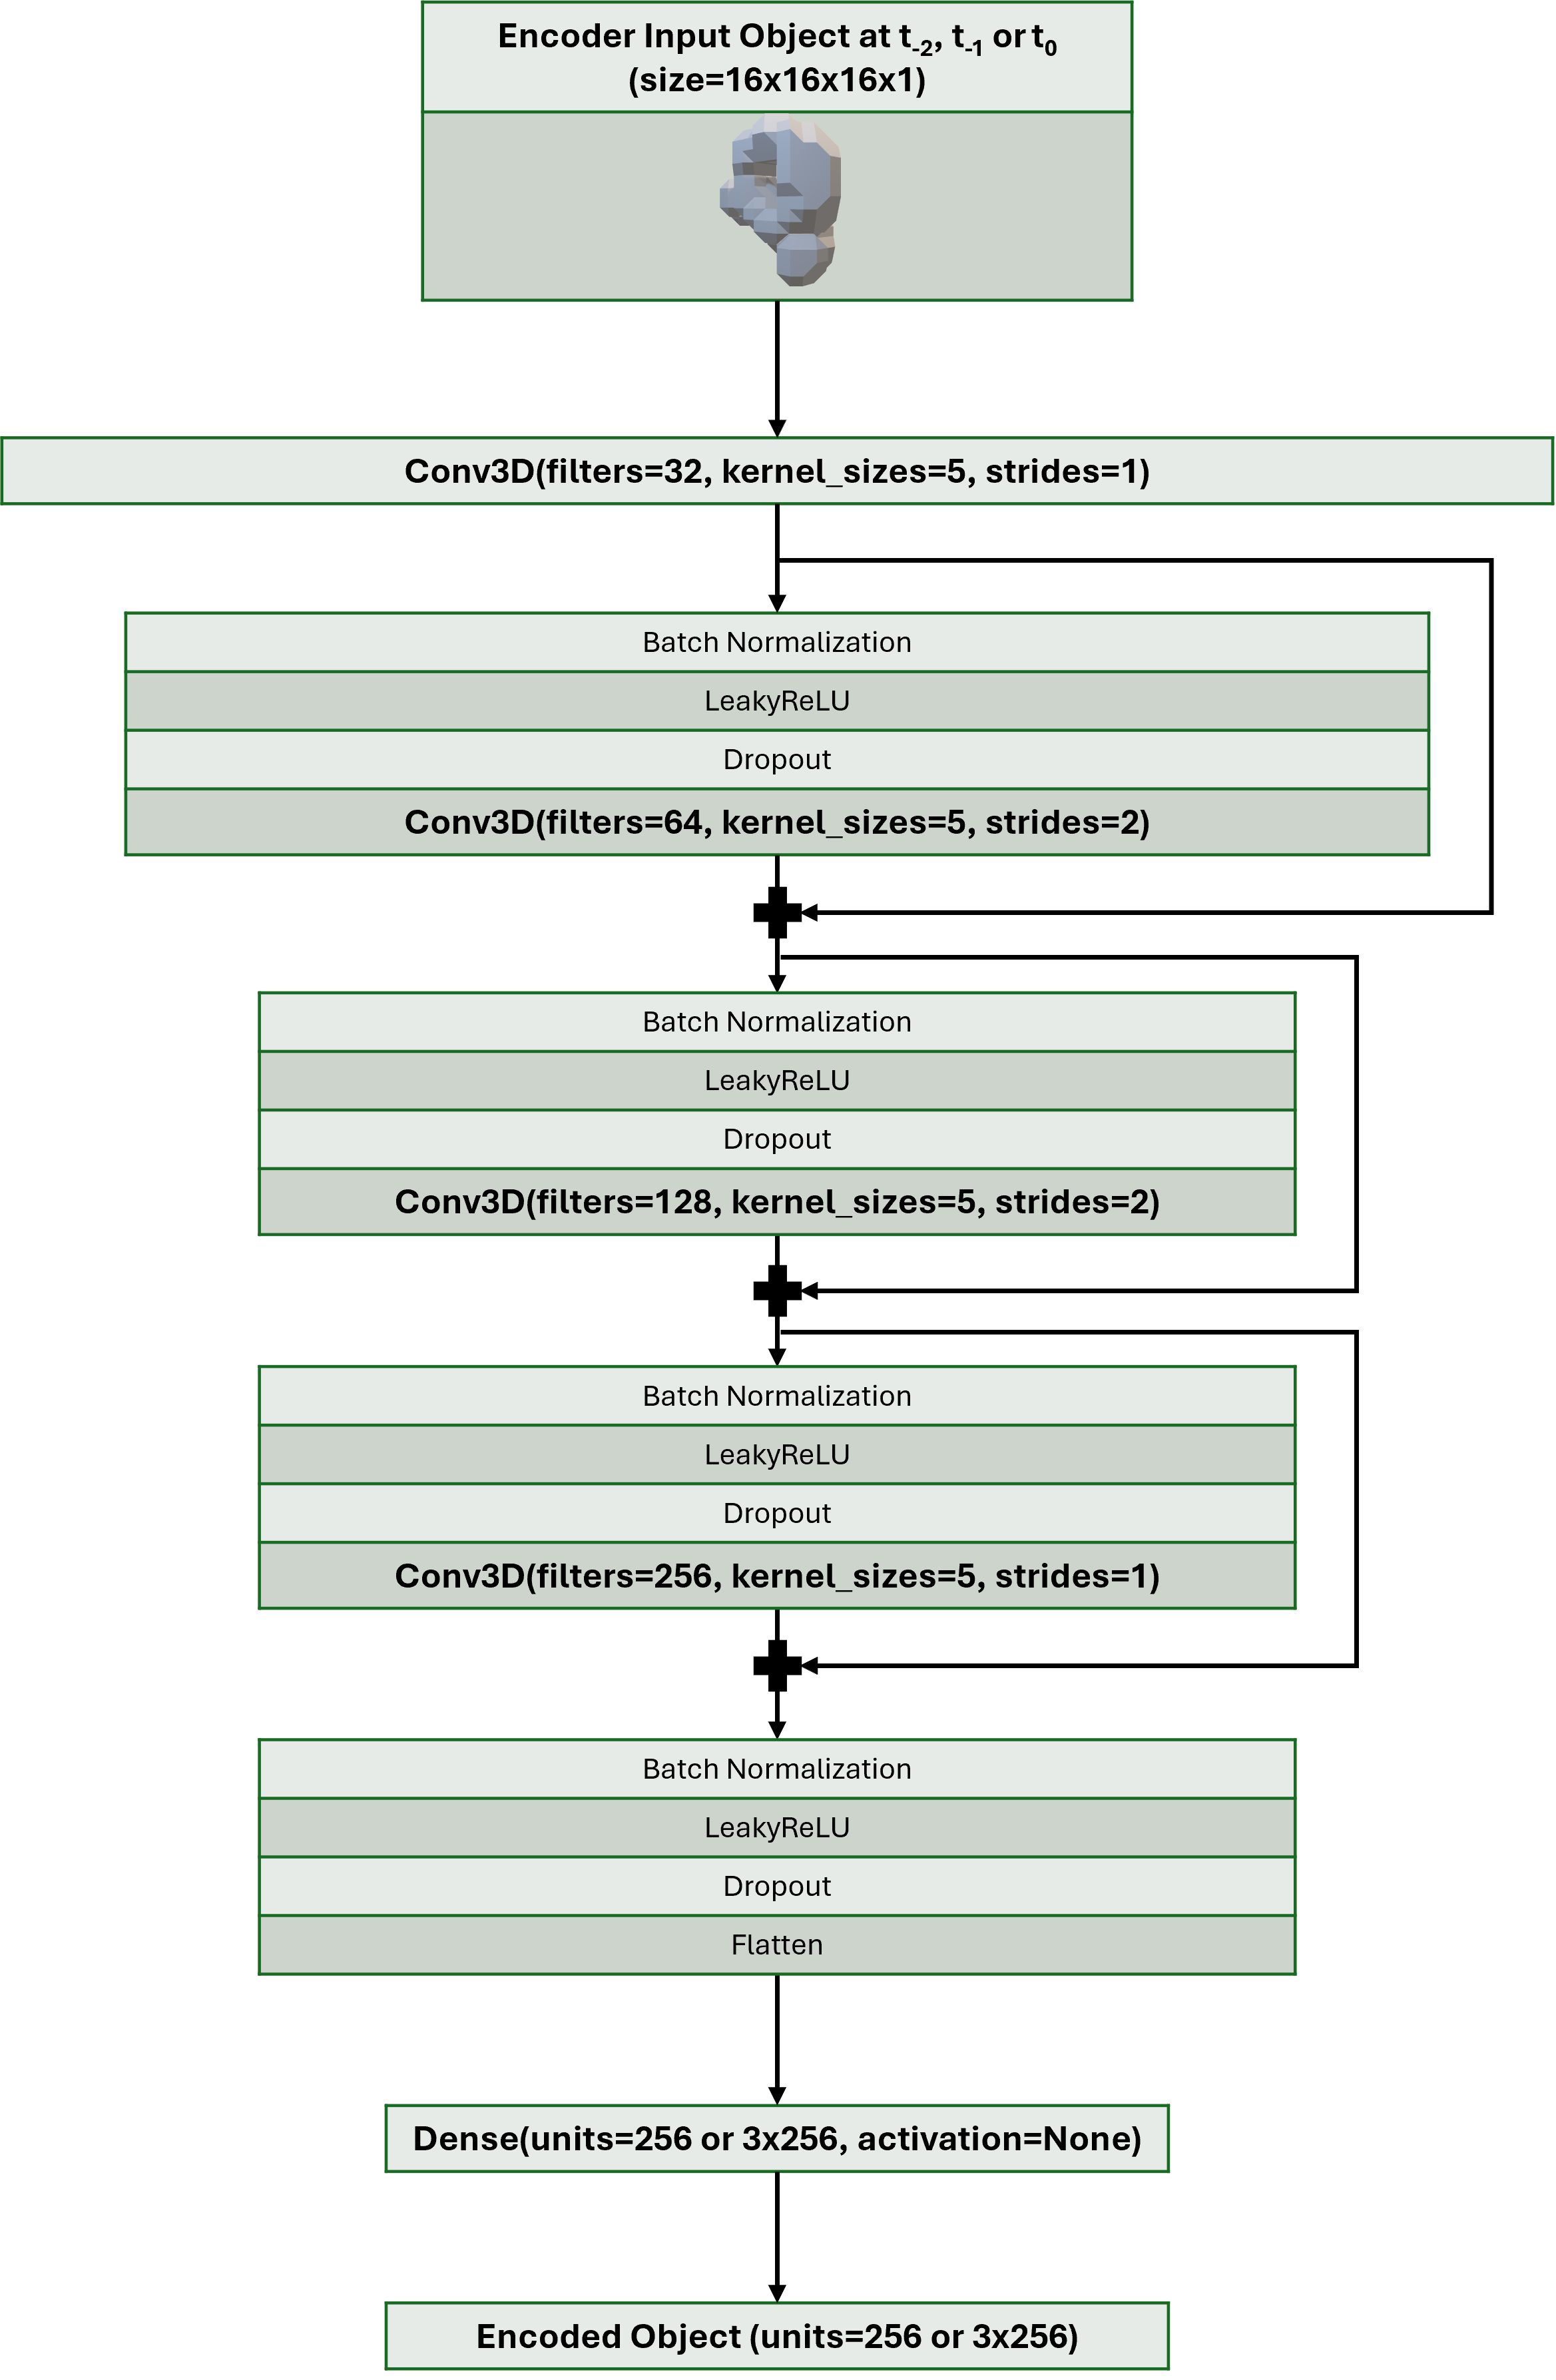 Encoder Input Object at t-2, t-1 or t0
(size=16x16x16x1)
Conv3D(filters=32, kernel_sizes=5, strides=1)
Batch Normalization
LeakyReLU
Dropout
Conv3D(filters=64, kernel_sizes=5, strides=2)
Batch Normalization
LeakyReLU
Dropout
Conv3D(filters=128, kernel_sizes=5, strides=2)
Batch Normalization
LeakyReLU
Dropout
Conv3D(filters=256, kernel_sizes=5, strides=1)
Batch Normalization
LeakyReLU
Dropout
Flatten
Dense(units=256 or 3x256, activation=None)
Encoded Object (units=256 or 3x256)